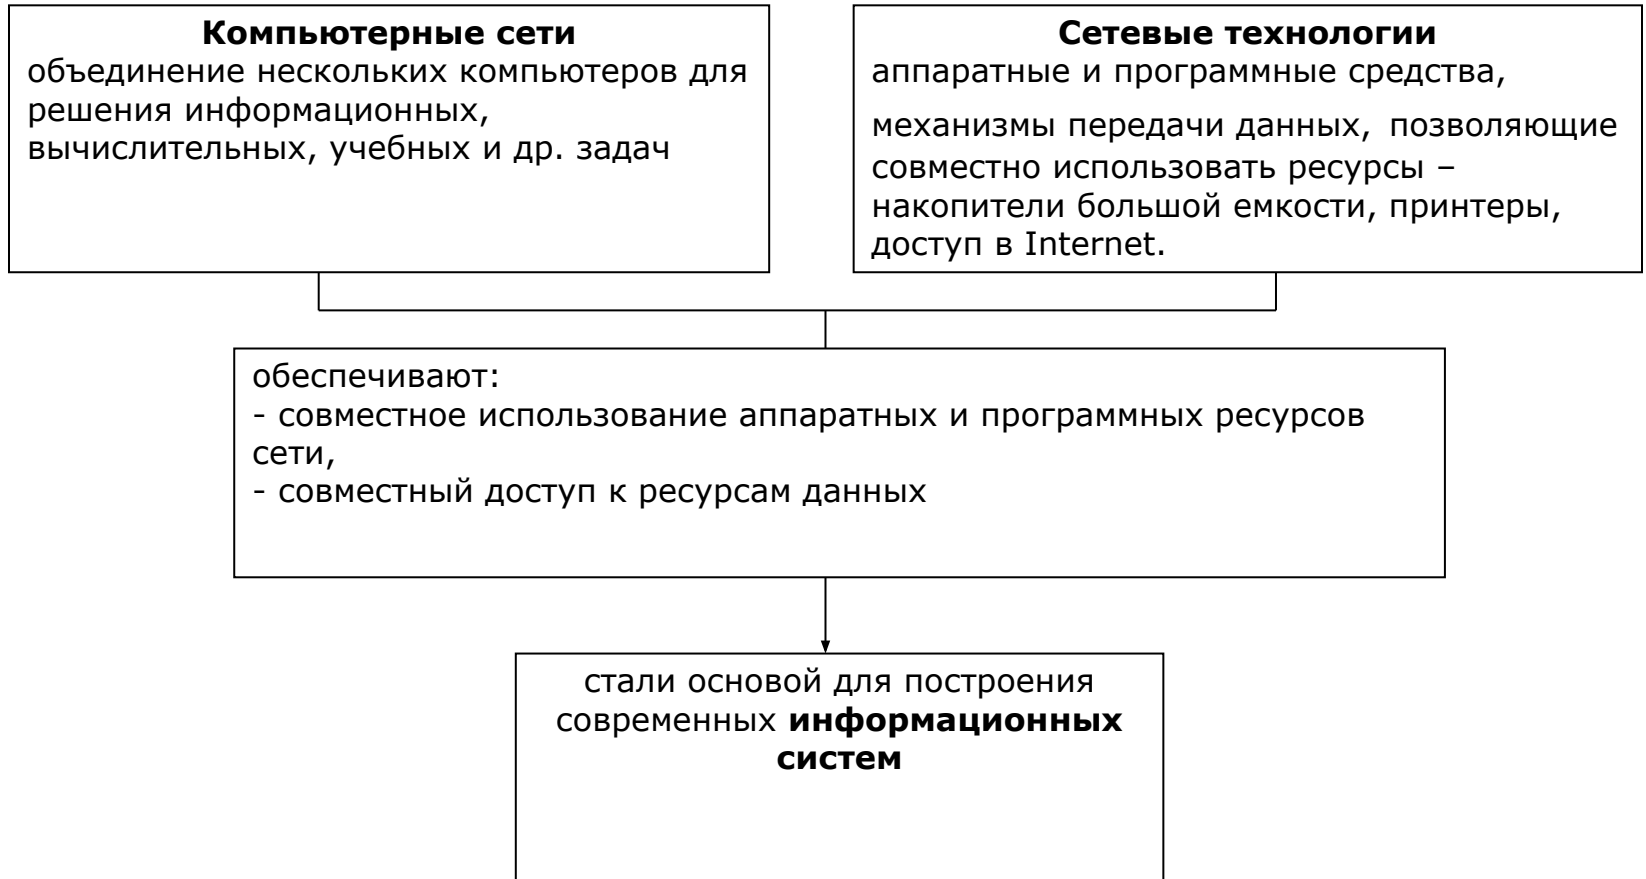 Компьютерные сети
объединение нескольких компьютеров для
решения информационных,
вычислительных, учебных и др. задач
Сетевые технологии
аппаратные и программные средства,
механизмы передачи данных, позволяющие
совместно использовать ресурсы –
накопители большой емкости, принтеры,
доступ в Internet.
обеспечивают:
- совместное использование аппаратных и программных ресурсов
сети,
- совместный доступ к ресурсам данных
стали основой для построения
современных информационных
систем